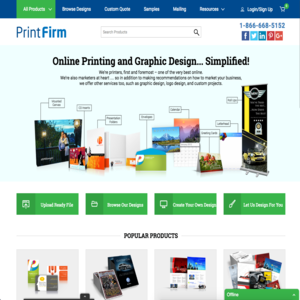 All Products
Browse Designs
Custom Quote
Samples
Mailing
Resources
Login/Sign Up
PrintFirm
Search Products
1-866-668-5152
Online Printing and Graphic Design... Simplified!
We're printers, first and foremost – one of the very best online.
We're also marketers at heart ... so in addition to making recommendations on how to market your business,
we offer other services too, such as graphic design, logo design, and custom projects.
Upload Ready File
Browse Our Designs
Create Your Own Design
Let Us Design For You
POPULAR PRODUCTS
Offline